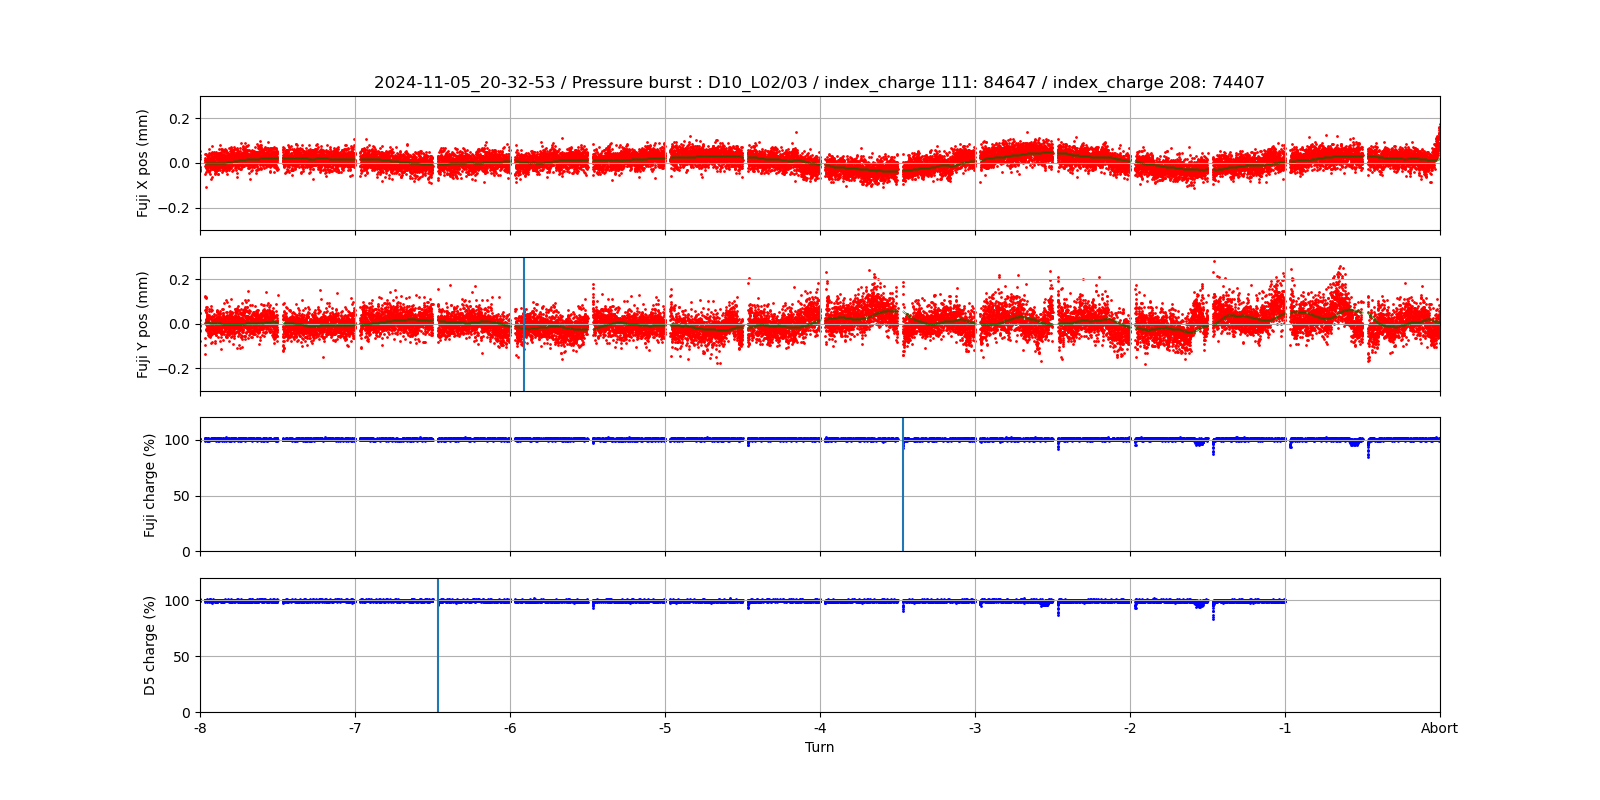 2024-11-05_20-32-53 / Pressure burst : D10_L02/03 / index_charge 111: 84647 / index_charge 208: 74407
Fuji X pos (mm)
0.2
0.0
−0.2
Fuji Y pos (mm)
0.2
0.0
−0.2
Fuji charge (%)
100
50
0
D5 charge (%)
100
50
0
-8 -7 -6 -5 -4 -3 -2 -1 Abort
Turn